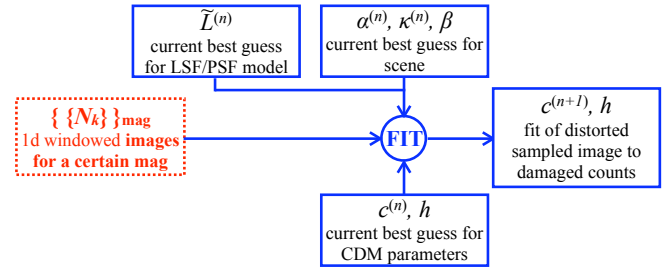 L̃⁽ⁿ⁾
current best guess
for LSF/PSF model
α⁽ⁿ⁾, κ⁽ⁿ⁾, β
current best guess for
scene
{ {Nₖ} }mag
1d windowed images
for a certain mag
FIT
c⁽ⁿ⁺¹⁾, h
fit of distorted
sampled image to
damaged counts
c⁽ⁿ⁾, h
current best guess for
CDM parameters